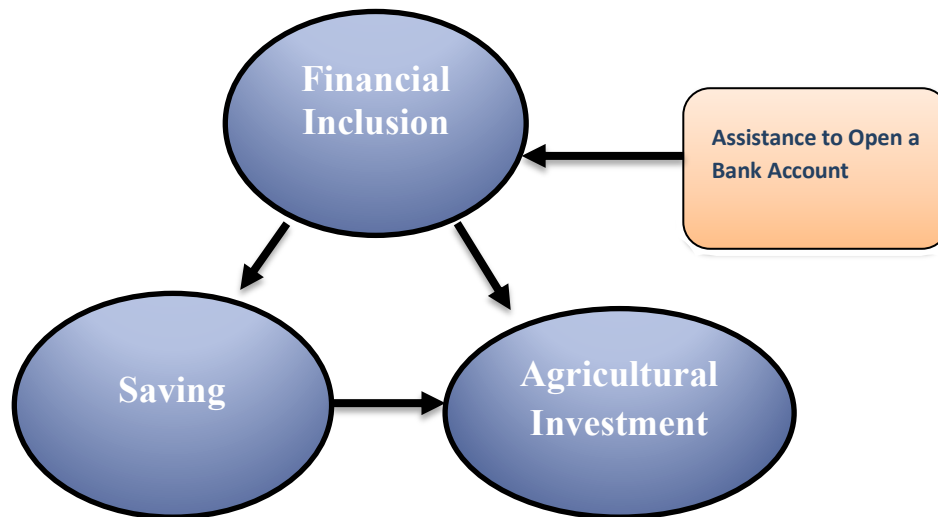 Financial
Inclusion
Assistance to Open a
Bank Account
Saving
Agricultural
Investment